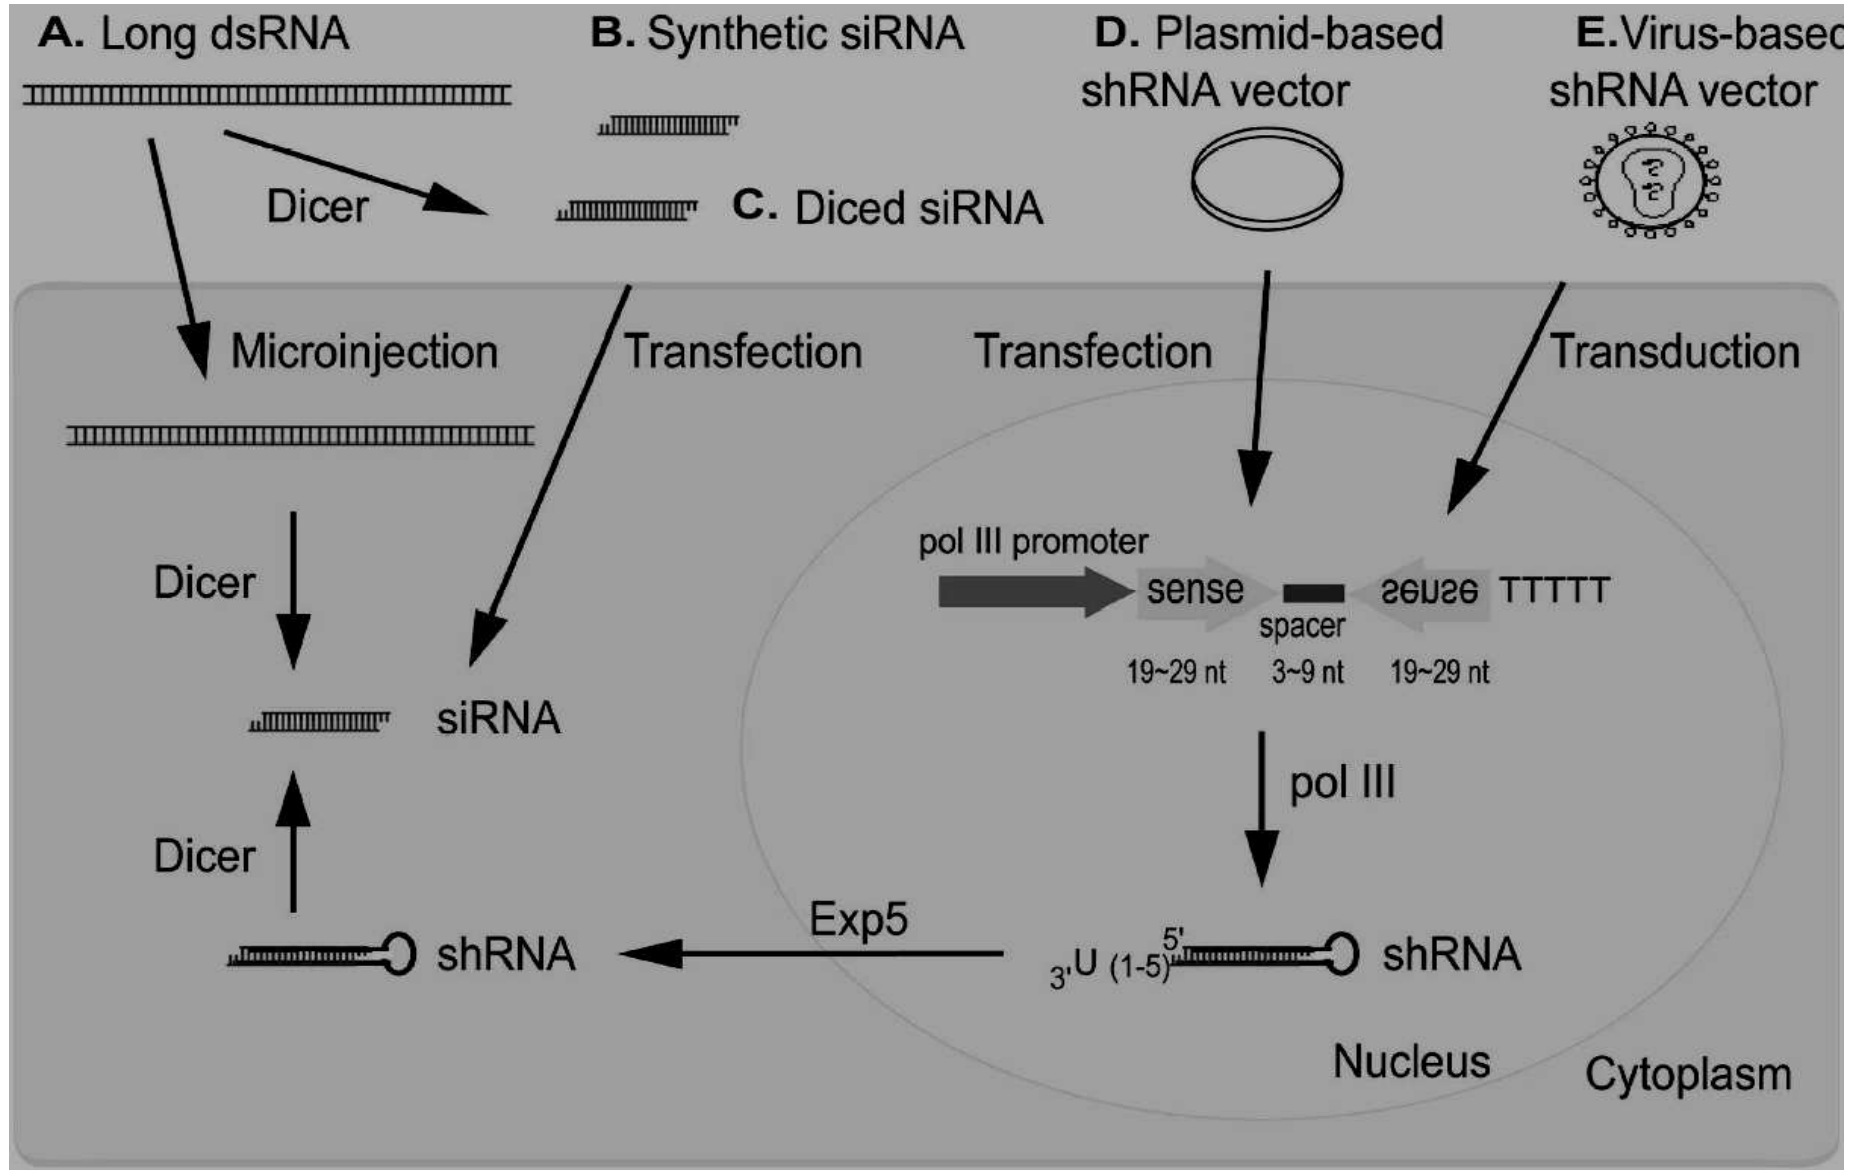 A. Long dsRNA
B. Synthetic siRNA
D. Plasmid-based
shRNA vector
E.Virus-based
shRNA vector
Dicer
C. Diced siRNA
Microinjection
Transfection
Transfection
Transduction
pol III promoter
sense
sense
TTTTT
spacer
19~29 nt
3~9 nt
19~29 nt
Dicer
siRNA
pol III
Dicer
Exp5
shRNA
5'
3'U (1-5)
shRNA
Nucleus
Cytoplasm